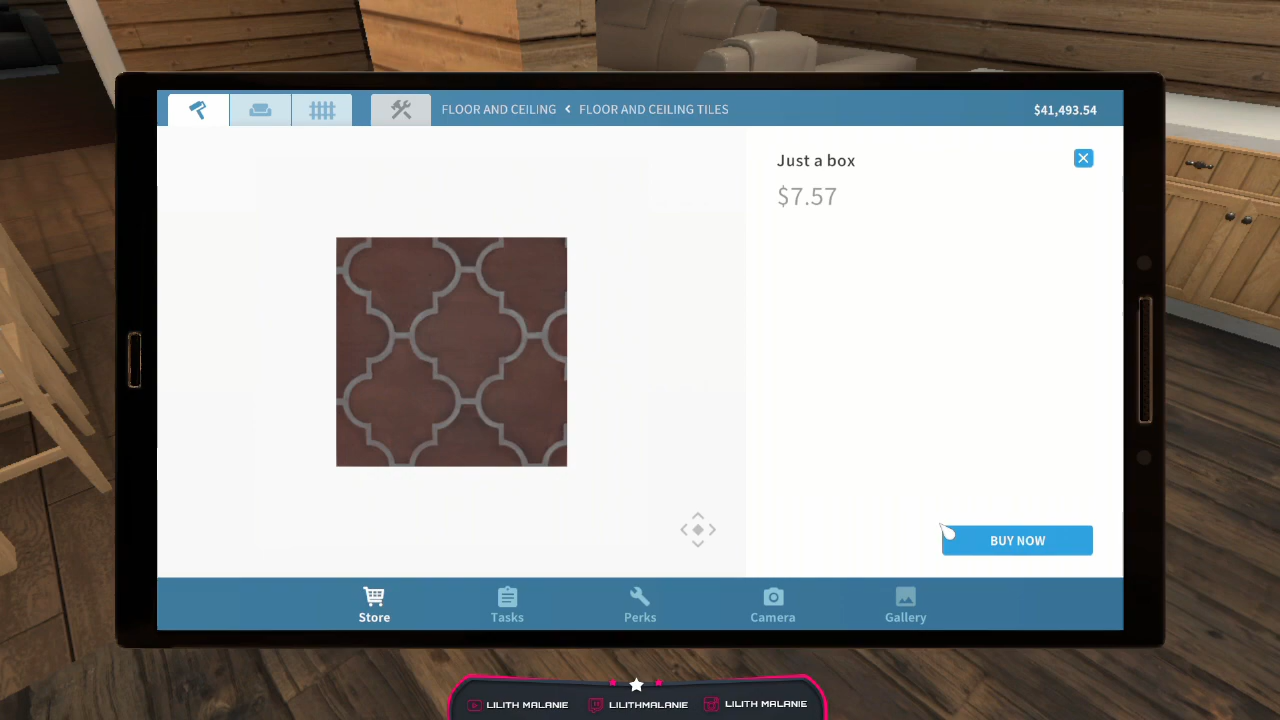 FLOOR AND CEILING < FLOOR AND CEILING TILES
$41,493.54
Just a box
$7.57
BUY NOW
Store
Tasks
Perks
Camera
Gallery
LILITH MALANIE
LILITHMALANIE
LILITH MALANIE